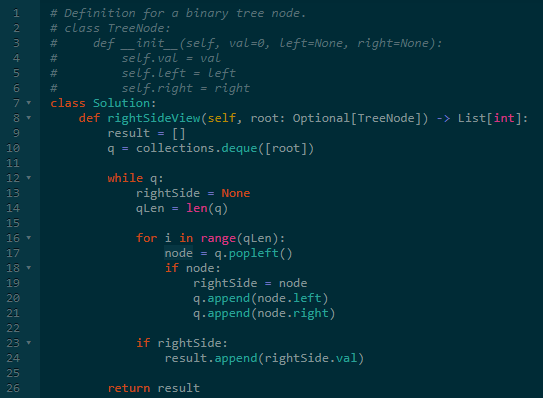 1 # Definition for a binary tree node.
2 # class TreeNode:
3 #     def __init__(self, val=0, left=None, right=None):
4 #         self.val = val
5 #         self.left = left
6 #         self.right = right
7 class Solution:
8     def rightSideView(self, root: Optional[TreeNode]) -> List[int]:
9         result = []
10         q = collections.deque([root])
11
12         while q:
13             rightSide = None
14             qLen = len(q)
15
16             for i in range(qLen):
17                 node = q.popleft()
18                 if node:
19                     rightSide = node
20                     q.append(node.left)
21                     q.append(node.right)
22
23             if rightSide:
24                 result.append(rightSide.val)
25
26         return result